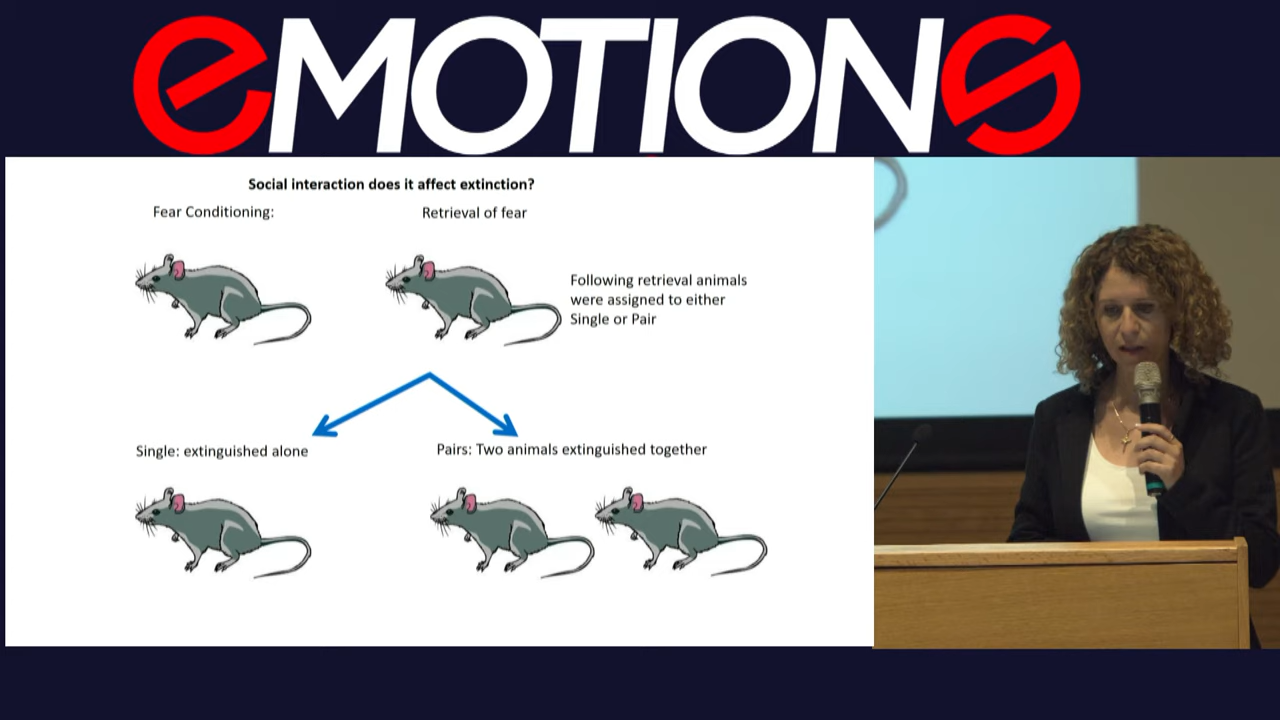 eMOTIONS
Social interaction does it affect extinction?
Fear Conditioning:
Retrieval of fear
Following retrieval animals
were assigned to either
Single or Pair
Single: extinguished alone
Pairs: Two animals extinguished together